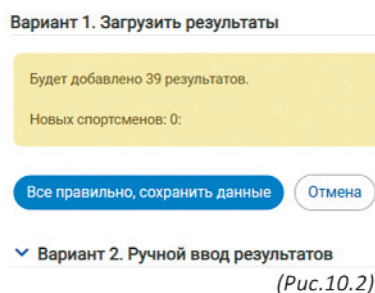 Вариант 1. Загрузить результаты
Будет добавлено 39 результатов.
Новых спортсменов: 0:
Все правильно, сохранить данные Отмена
Вариант 2. Ручной ввод результатов
(Рис.10.2)